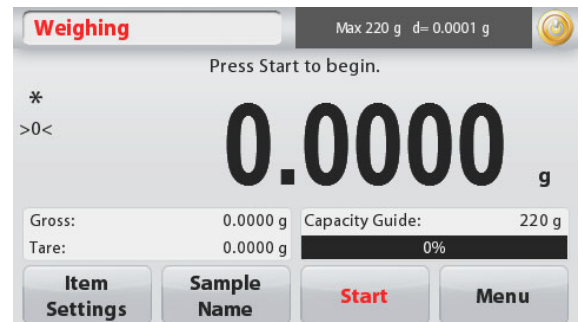 Weighing
Max 220 g d= 0.0001 g
Press Start to begin.
*
>0<
0.0000 g
Gross: 0.0000 g
Capacity Guide: 220 g
Tare: 0.0000 g
0%
Item Settings
Sample Name
Start
Menu